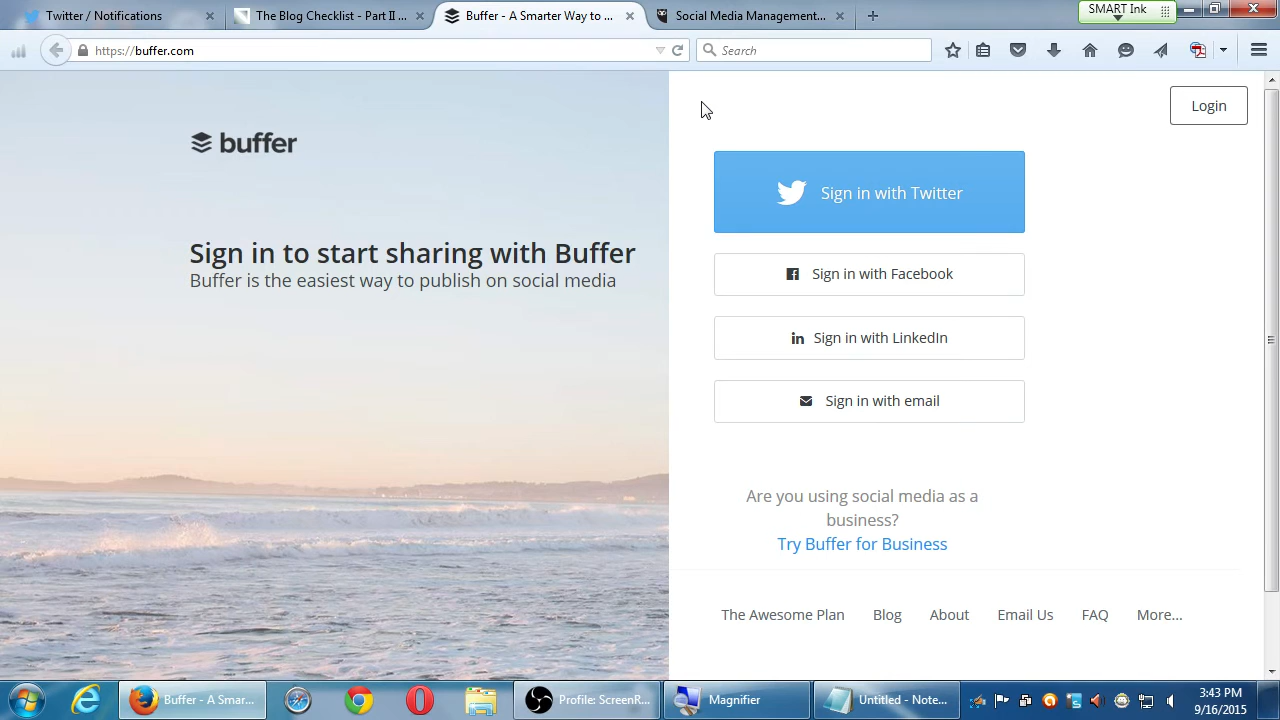 Twitter / Notifications
The Blog Checklist - Part II ...
Buffer - A Smarter Way to ...
Social Media Management...
SMART Ink
https://buffer.com
Search
Login
buffer
Sign in with Twitter
Sign in to start sharing with Buffer
Buffer is the easiest way to publish on social media
Sign in with Facebook
in Sign in with LinkedIn
Sign in with email
Are you using social media as a
business?
Try Buffer for Business
The Awesome Plan
Blog
About
Email Us
FAQ
More...
Buffer - A Smar...
Profile: ScreenR...
Magnifier
Untitled - Note...
3:43 PM
9/16/2015